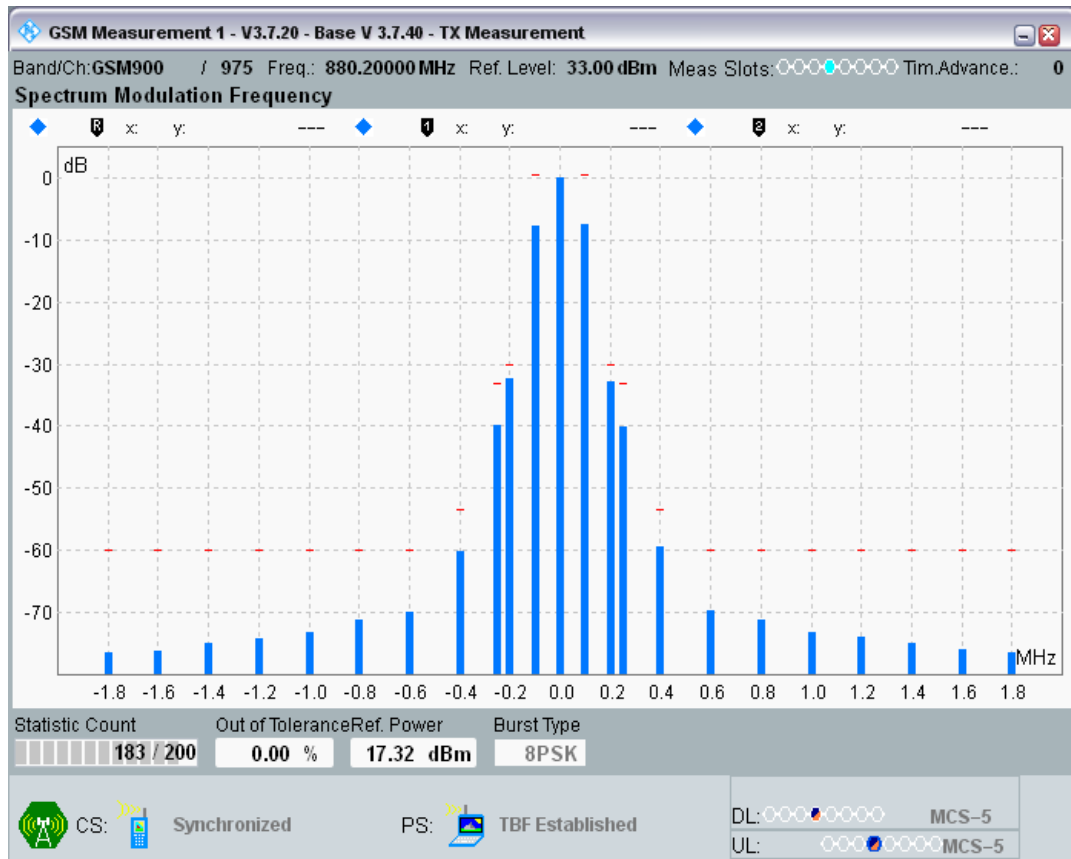 GSM Measurement 1 - V3.7.20 - Base V 3.7.40 - TX Measurement
Band/Ch:GSM900 / 975 Freq.: 880.20000 MHz Ref. Level: 33.00 dBm Meas Slots: Tim.Advance.: 0
Spectrum Modulation Frequency
R x: y: --- 1 x: y: --- 2 x: y: ---
dB
0
-10
-20
-30
-40
-50
-60
-70
MHz
-1.8 -1.6 -1.4 -1.2 -1.0 -0.8 -0.6 -0.4 -0.2 0.0 0.2 0.4 0.6 0.8 1.0 1.2 1.4 1.6 1.8
Statistic Count Out of Tolerance Ref. Power Burst Type
183 / 200 0.00 % 17.32 dBm 8PSK
CS: Synchronized PS: TBF Established DL: MCS-5
UL: MCS-5